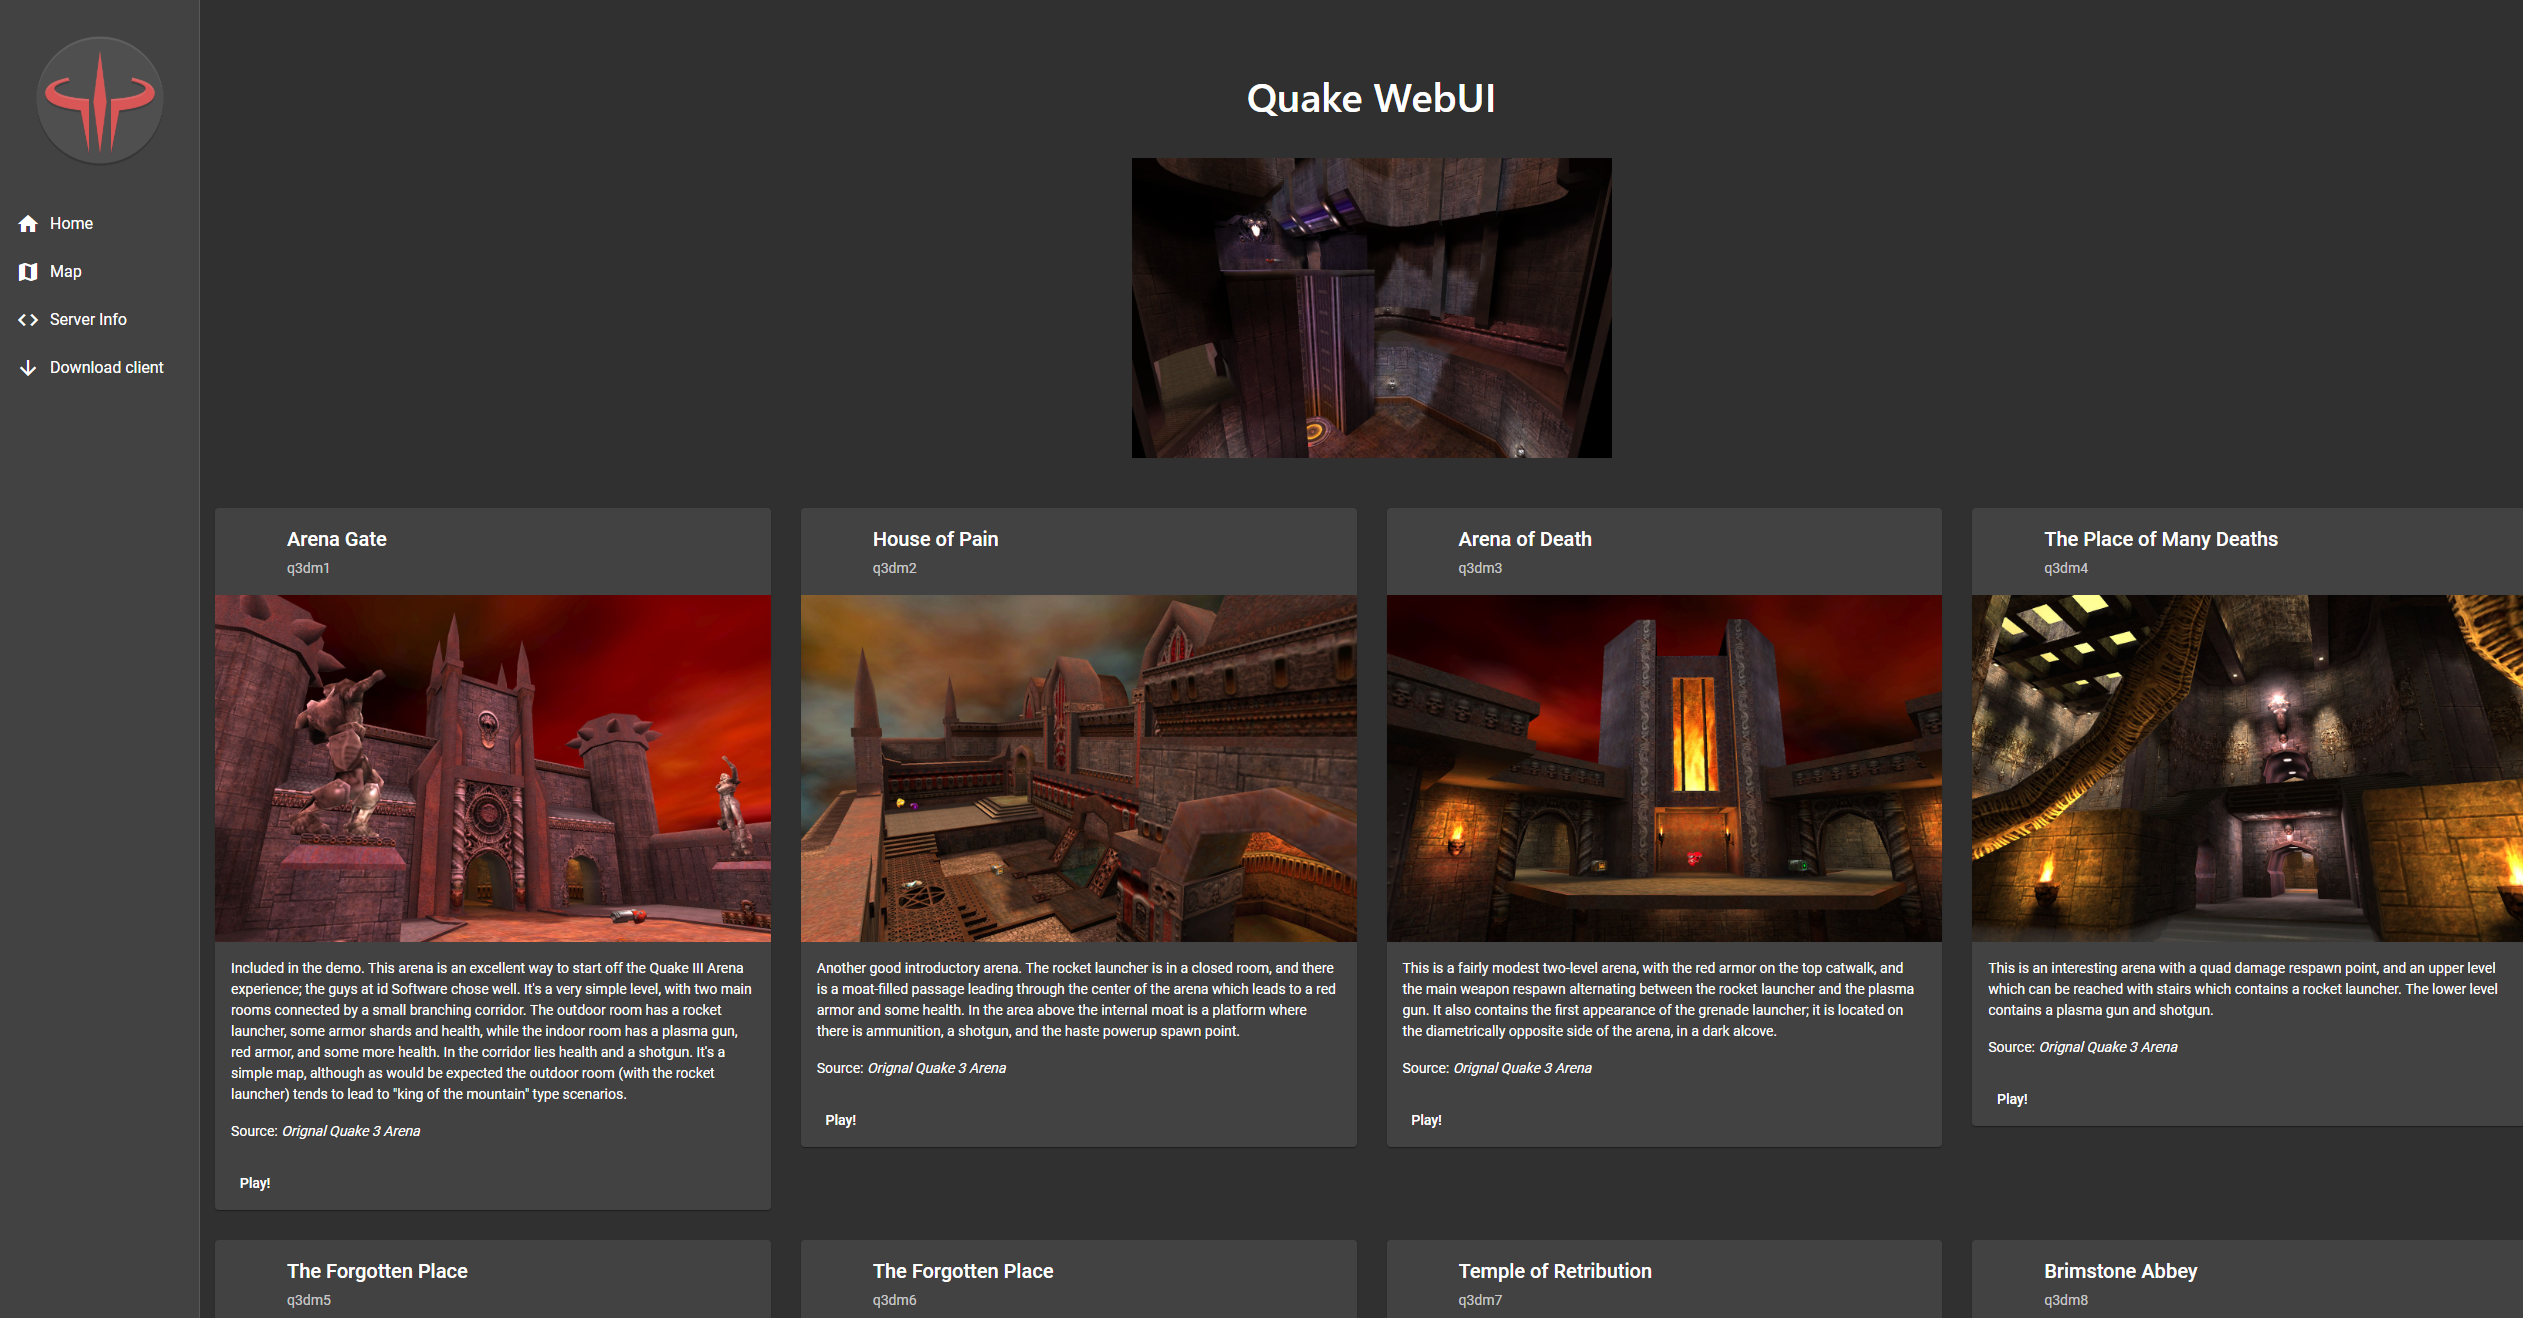 Quake WebUI
Home
Map
Server Info
Download client
Arena Gate
q3dm1
Included in the demo. This arena is an excellent way to start off the Quake III Arena
experience; the guys at id Software chose well. It's a very simple level, with two main
rooms connected by a small branching corridor. The outdoor room has a rocket
launcher, some armor shards and health, while the indoor room has a plasma gun,
red armor, and some more health. In the corridor lies health and a shotgun. It's a
simple map, although as would be expected the outdoor room (with the rocket
launcher) tends to lead to "king of the mountain" type scenarios.
Source: Orignal Quake 3 Arena
Play!
House of Pain
q3dm2
Another good introductory arena. The rocket launcher is in a closed room, and there
is a moat-filled passage leading through the center of the arena which leads to a red
armor and some health. In the area above the internal moat is a platform where
there is ammunition, a shotgun, and the haste powerup spawn point.
Source: Orignal Quake 3 Arena
Play!
Arena of Death
q3dm3
This is a fairly modest two-level arena, with the red armor on the top catwalk, and
the main weapon respawn alternating between the rocket launcher and the plasma
gun. It also contains the first appearance of the grenade launcher; it is located on
the diametrically opposite side of the arena, in a dark alcove.
Source: Orignal Quake 3 Arena
Play!
The Place of Many Deaths
q3dm4
This is an interesting arena with a quad damage respawn point, and an upper level
which can be reached with stairs which contains a rocket launcher. The lower level
contains a plasma gun and shotgun.
Source: Orignal Quake 3 Arena
Play!
The Forgotten Place
q3dm5
The Forgotten Place
q3dm6
Temple of Retribution
q3dm7
Brimstone Abbey
q3dm8